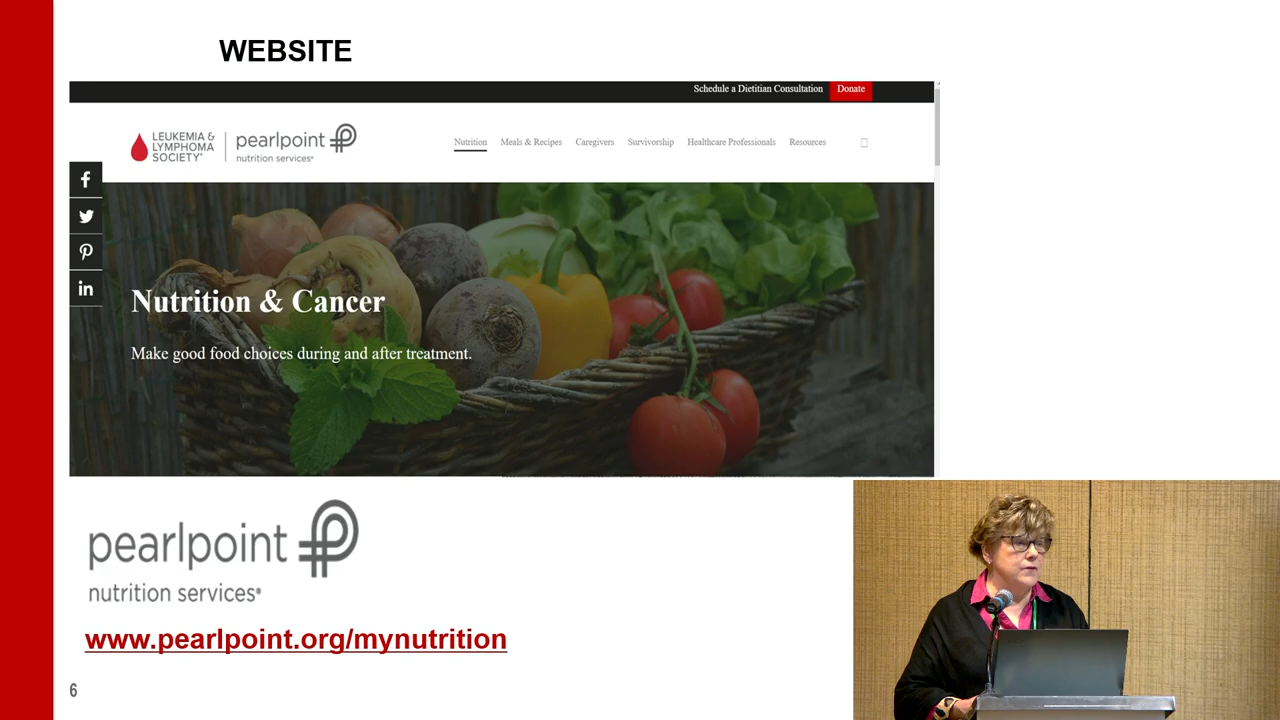 WEBSITE
Schedule a Dietitian Consultation
Donate
LEUKEMIA &
LYMPHOMA
SOCIETY®
pearlpoint
nutrition services®
Nutrition
Meals & Recipes
Caregivers
Survivorship
Healthcare Professionals
Resources
Nutrition & Cancer
Make good food choices during and after treatment.
pearlpoint
nutrition services®
www.pearlpoint.org/mynutrition
6